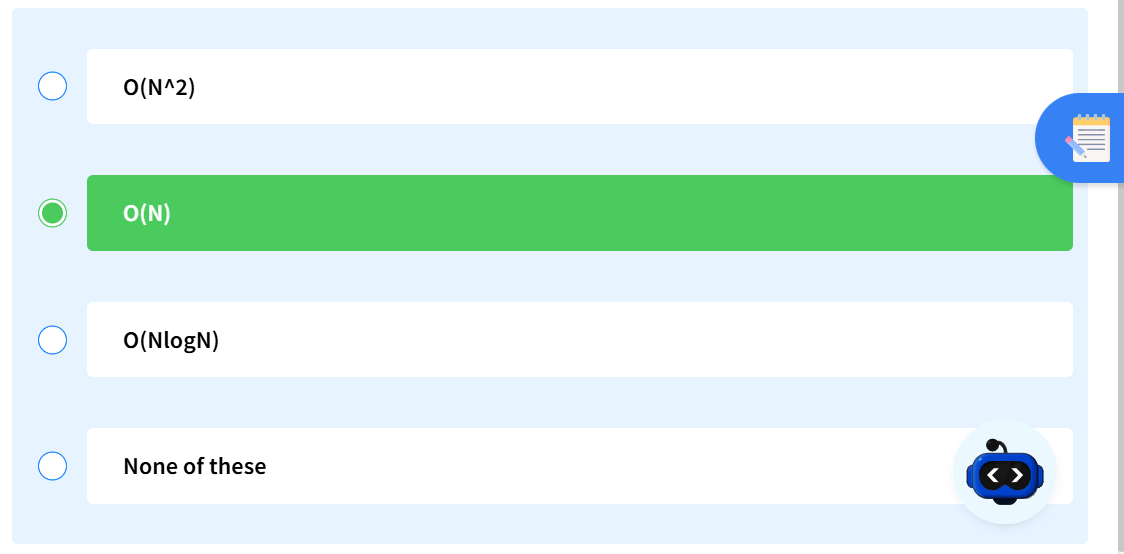 O(N^2)
O(N)
O(NlogN)
None of these